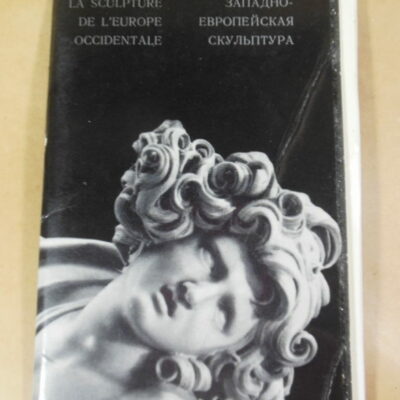 LA SCULPTURE
DE L'EUROPE
OCCIDENTALE
ЗАПАДНО-
ЕВРОПЕЙСКАЯ
СКУЛЬПТУРА